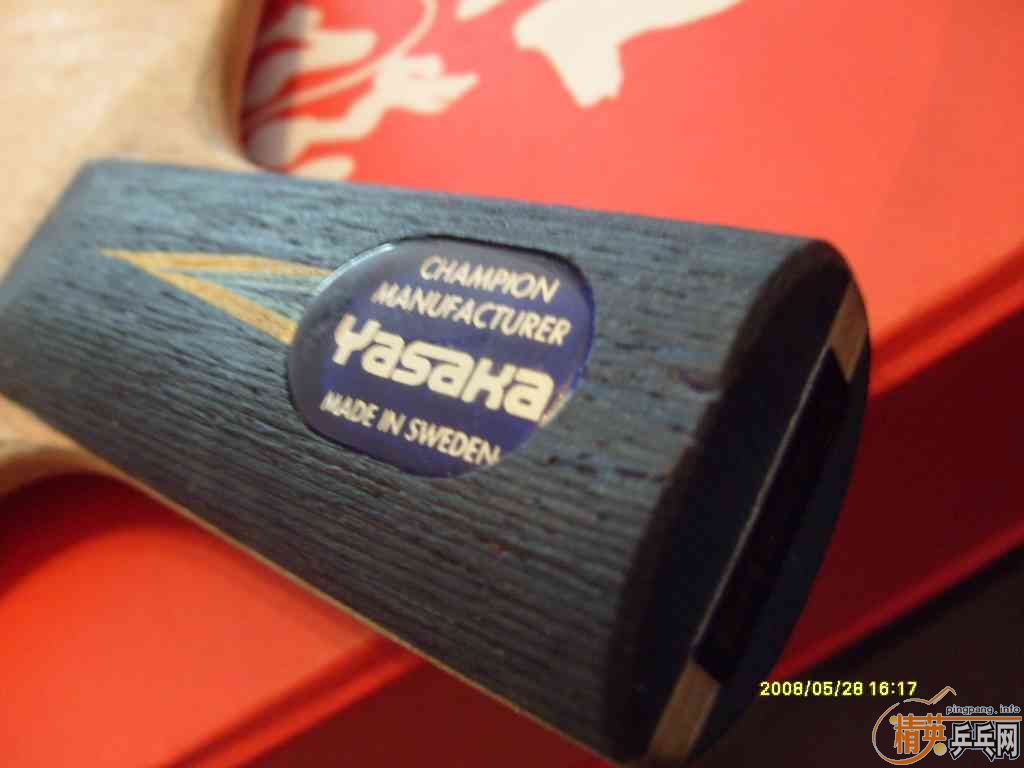 CHAMPION
MANUFACTURER
Yasaka
MADE IN SWEDEN
2008/05/28 16:17
pingpang.info
精英乒乓网